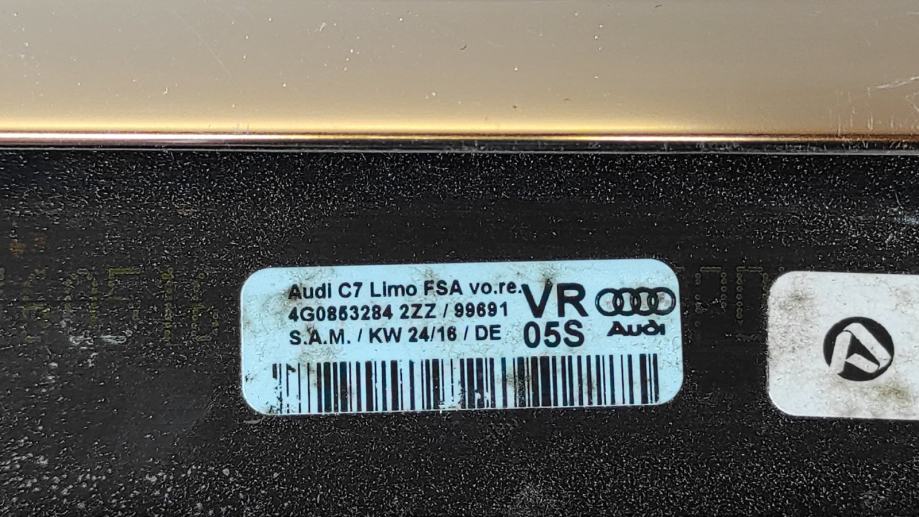 Audi C7 Limo FSA vo.re.
4G0853284 2ZZ / 99691
S.A.M. / KW 24/16 / DE
VR
05S
Audi